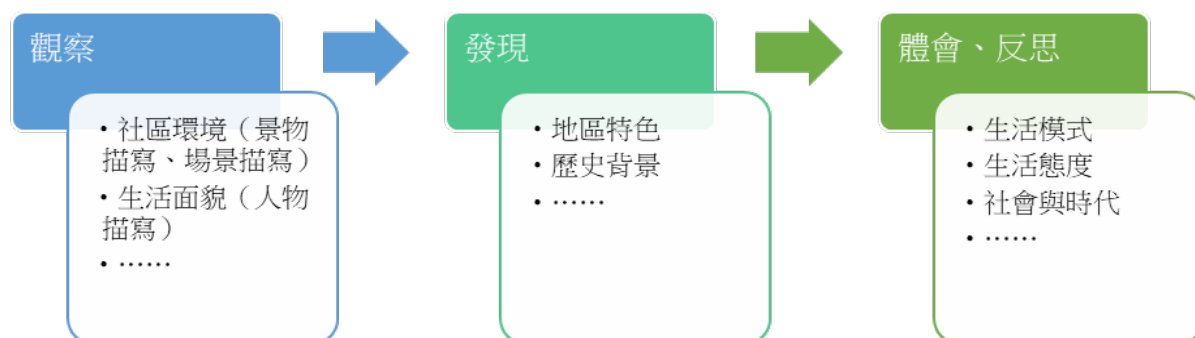 觀察
• 社區環境（景物
描寫、場景描寫）
• 生活面貌（人物
描寫）
• ……
發現
• 地區特色
• 歷史背景
• ……
體會、反思
• 生活模式
• 生活態度
• 社會與時代
• ……